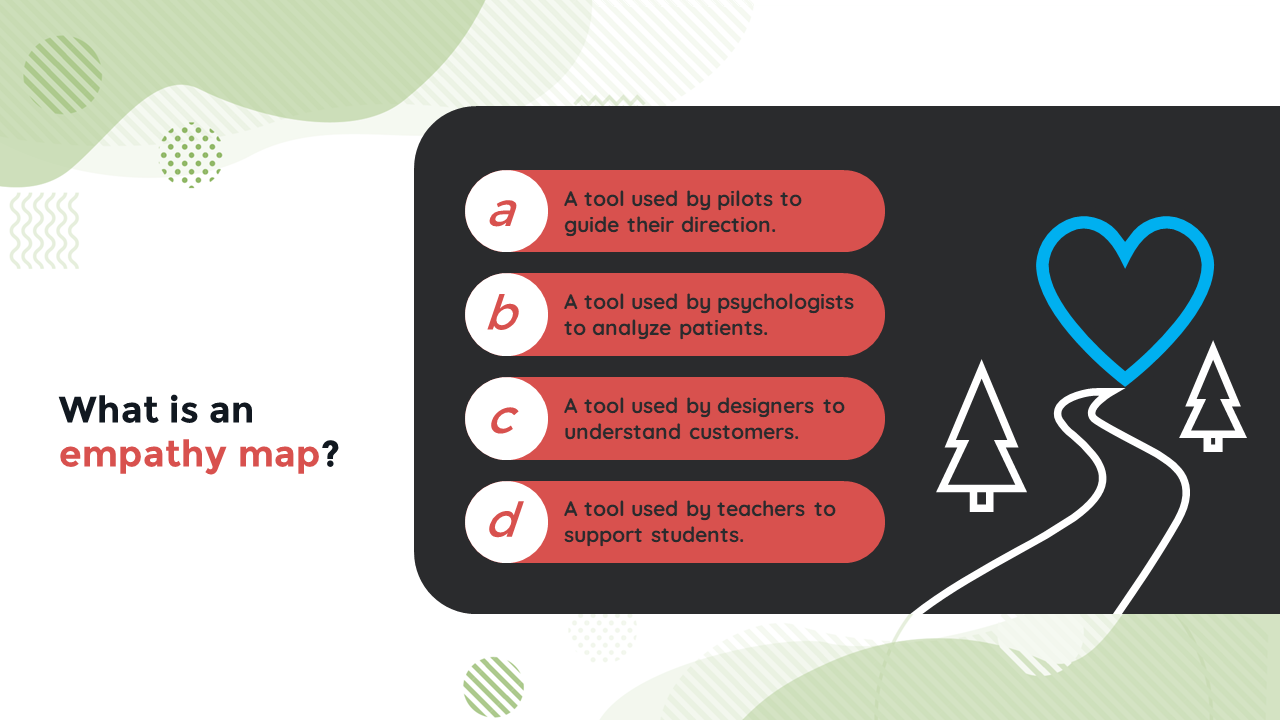 What is an
empathy map?
a
A tool used by pilots to
guide their direction.
b
A tool used by psychologists
to analyze patients.
c
A tool used by designers to
understand customers.
d
A tool used by teachers to
support students.